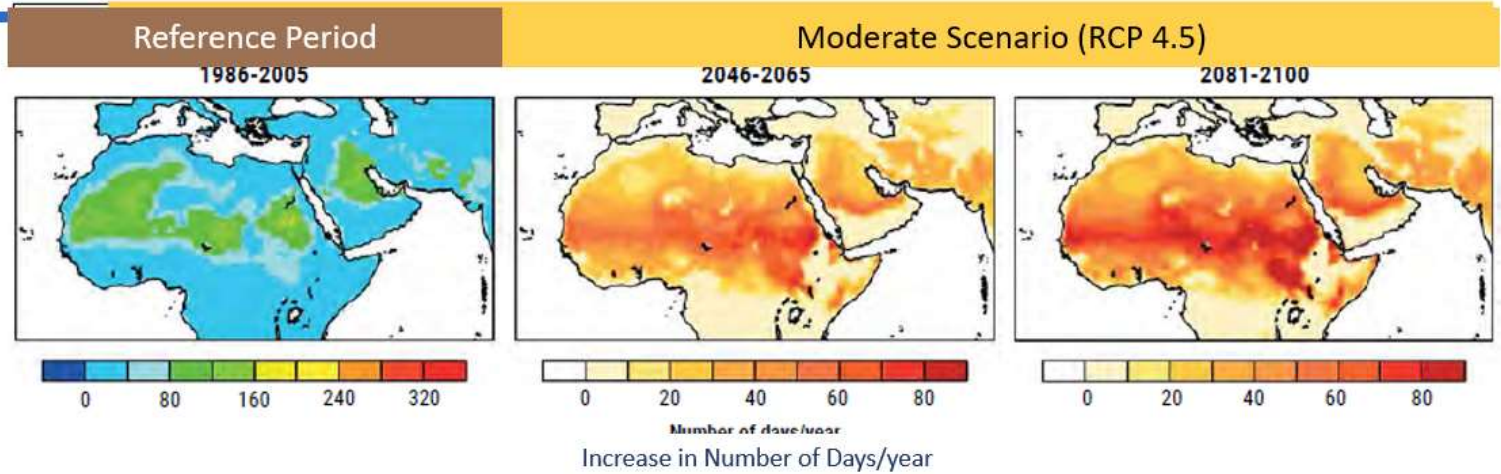 Reference Period
Moderate Scenario (RCP 4.5)
1986-2005
2046-2065
2081-2100
0 80 160 240 320
0 20 40 60 80
0 20 40 60 80
Number of days/year
Increase in Number of Days/year